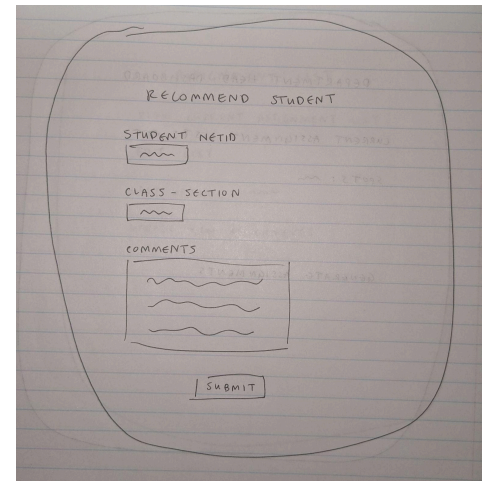 RECOMMEND STUDENT
STUDENT NETID
CLASS - SECTION
COMMENTS
SUBMIT